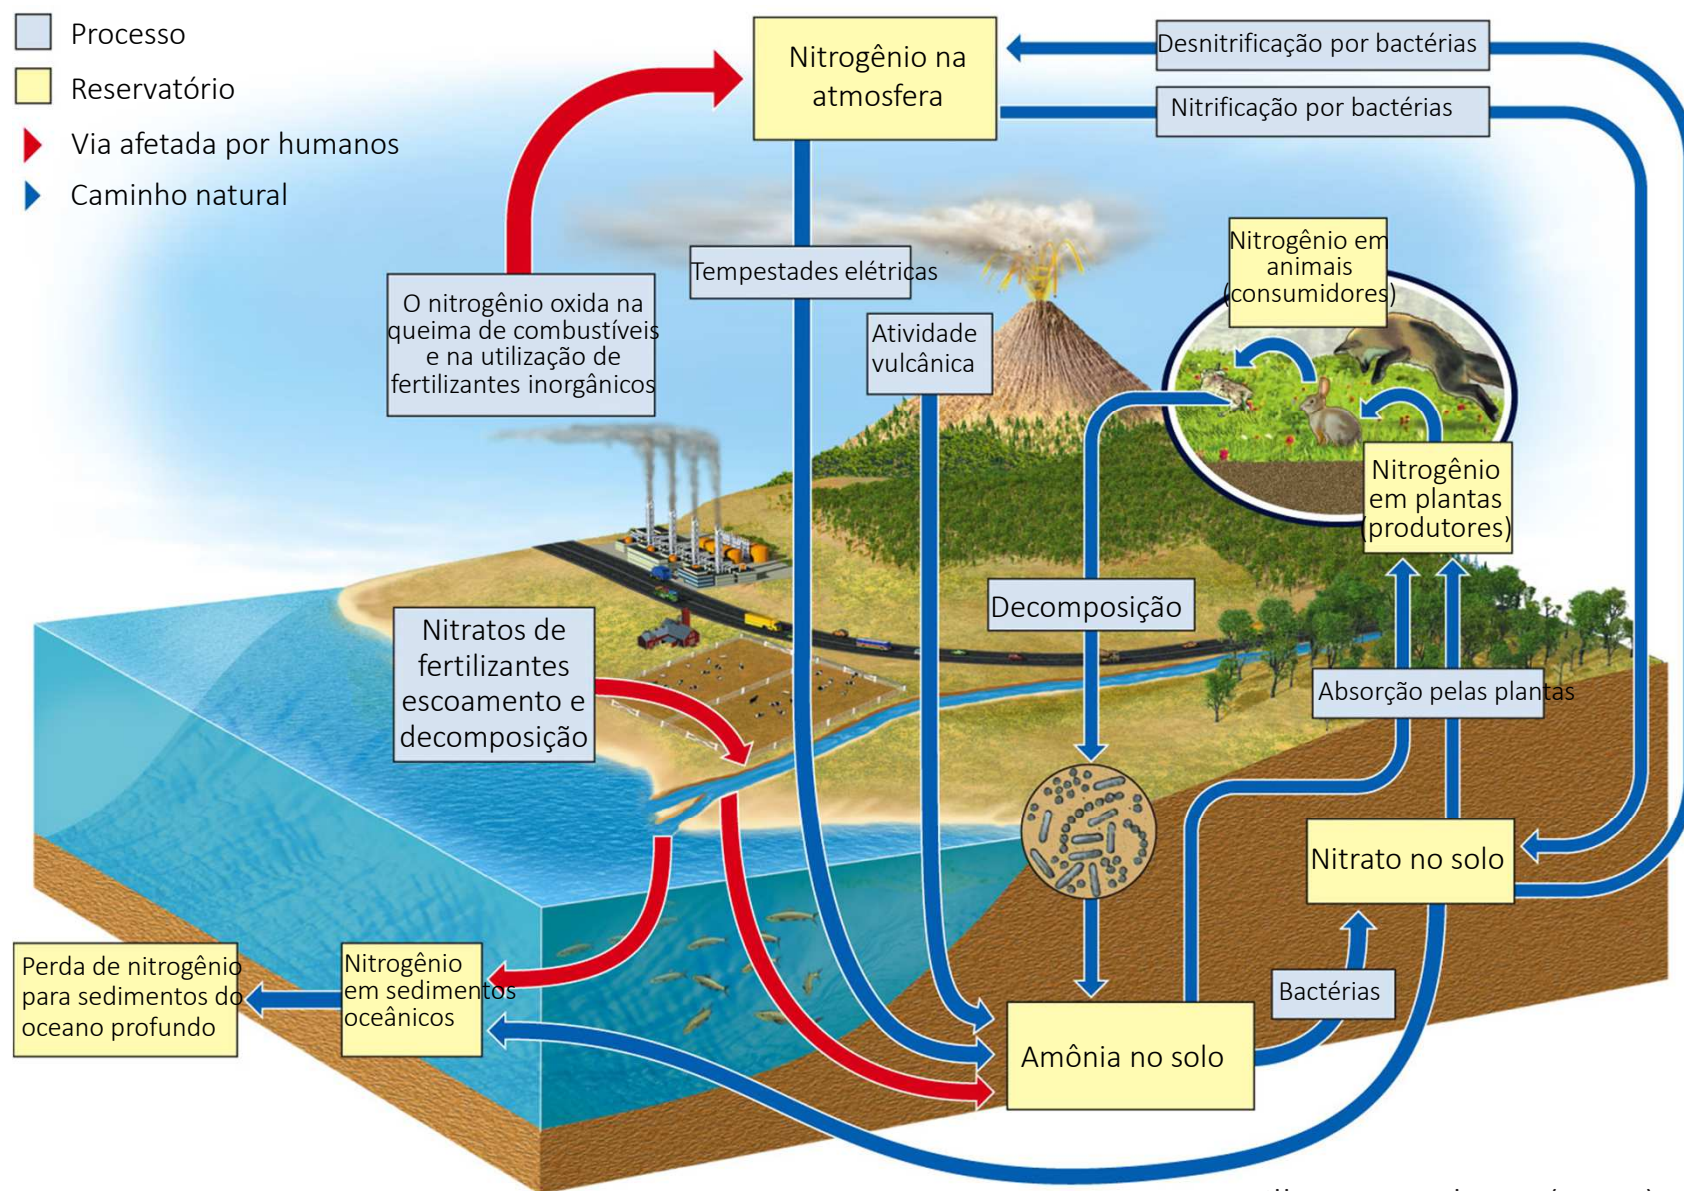 Processo
Reservatório
Via afetada por humanos
Caminho natural
Nitrogênio na
atmosfera
Desnitrificação por bactérias
Nitrificação por bactérias
Tempestades elétricas
O nitrogênio oxida na
queima de combustíveis
e na utilização de
fertilizantes inorgânicos
Atividade
vulcânica
Nitrogênio em
animais
(consumidores)
Nitrogênio
em plantas
(produtores)
Decomposição
Nitratos de
fertilizantes
escoamento e
decomposição
Absorção pelas plantas
Nitrato no solo
Perda de nitrogênio
para sedimentos do
oceano profundo
Nitrogênio
em sedimentos
oceânicos
Bactérias
Amônia no solo